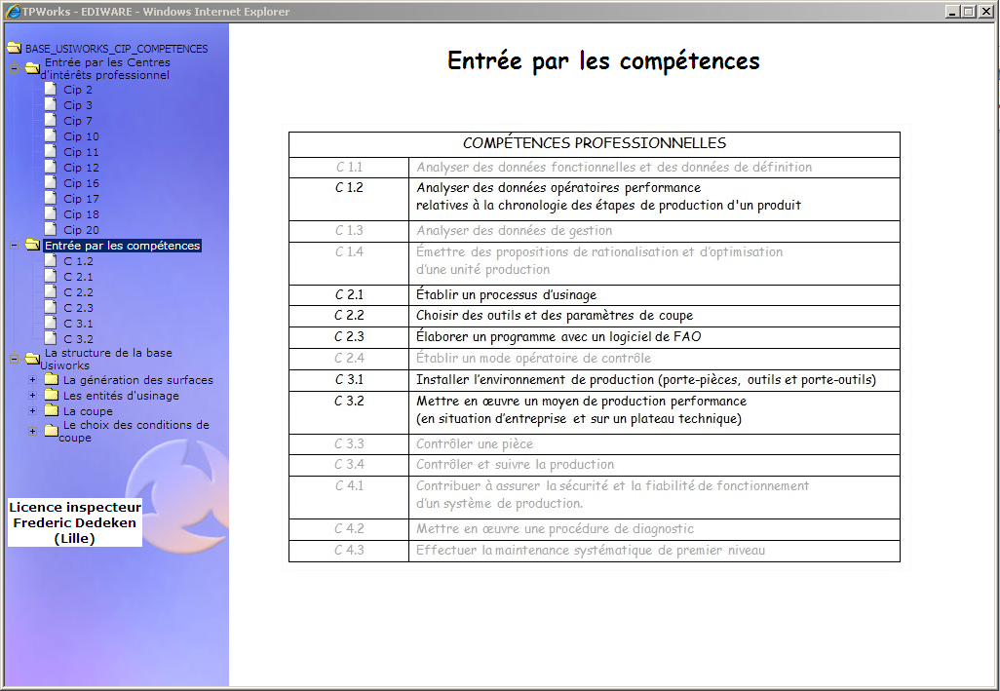 TPWorks - EDIWARE - Windows Internet Explorer
BASE_USIWORKS_CIP_COMPETENCES
Entrée par les Centres
d'intérêts professionnel
Cip 2
Cip 3
Cip 7
Cip 10
Cip 11
Cip 12
Cip 16
Cip 17
Cip 18
Cip 20
Entrée par les compétences
C 1.2
C 2.1
C 2.2
C 2.3
C 3.1
C 3.2
La structure de la base
Usiworks
La génération des surfaces
Les entités d'usinage
La coupe
Le choix des conditions de
coupe
Licence inspecteur
Frederic Dedeken
(Lille)
Entrée par les compétences
COMPÉTENCES PROFESSIONNELLES
C 1.1 Analyser des données fonctionnelles et des données de définition
C 1.2 Analyser des données opératoires performance
relatives à la chronologie des étapes de production d'un produit
C 1.3 Analyser des données de gestion
C 1.4 Émettre des propositions de rationalisation et d'optimisation
d'une unité production
C 2.1 Établir un processus d'usinage
C 2.2 Choisir des outils et des paramètres de coupe
C 2.3 Élaborer un programme avec un logiciel de FAO
C 2.4 Établir un mode opératoire de contrôle
C 3.1 Installer l'environnement de production (porte-pièces, outils et porte-outils)
C 3.2 Mettre en œuvre un moyen de production performance
(en situation d'entreprise et sur un plateau technique)
C 3.3 Contrôler une pièce
C 3.4 Contrôler et suivre la production
C 4.1 Contribuer à assurer la sécurité et la fiabilité de fonctionnement
d'un système de production.
C 4.2 Mettre en œuvre une procédure de diagnostic
C 4.3 Effectuer la maintenance systématique de premier niveau